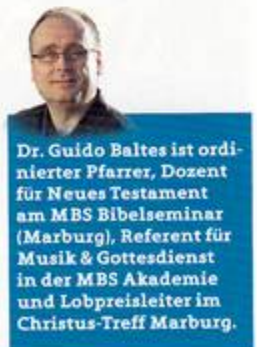 Dr. Guido Baltes ist ordi-
nierter Pfarrer, Dozent
für Neues Testament
am MBS Bibelseminar
(Marburg), Referent für
Musik & Gottesdienst
in der MBS Akademie
und Lobpreisleiter im
Christus-Treff Marburg.